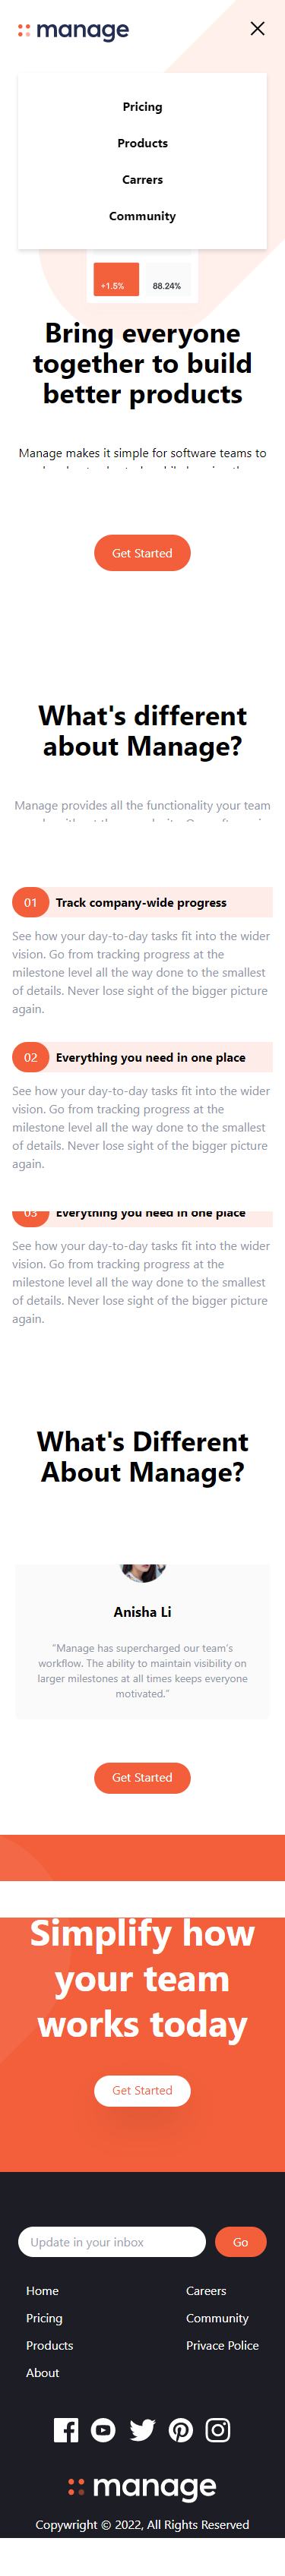 manage
Pricing
Products
Carrers
Community
+1.5%
88.24%
Bring everyone
together to build
better products
Manage makes it simple for software teams to
Get Started
What's different
about Manage?
Manage provides all the functionality your team
01 Track company-wide progress
See how your day-to-day tasks fit into the wider
vision. Go from tracking progress at the
milestone level all the way done to the smallest
of details. Never lose sight of the bigger picture
again.
02 Everything you need in one place
See how your day-to-day tasks fit into the wider
vision. Go from tracking progress at the
milestone level all the way done to the smallest
of details. Never lose sight of the bigger picture
again.
03 Everything you need in one place
See how your day-to-day tasks fit into the wider
vision. Go from tracking progress at the
milestone level all the way done to the smallest
of details. Never lose sight of the bigger picture
again.
What's Different
About Manage?
Anisha Li
"Manage has supercharged our team's
workflow. The ability to maintain visibility on
larger milestones at all times keeps everyone
motivated."
Get Started
Simplify how
your team
works today
Get Started
Update in your inbox
Go
Home
Careers
Pricing
Community
Products
Privace Police
About
manage
Copywright © 2022, All Rights Reserved